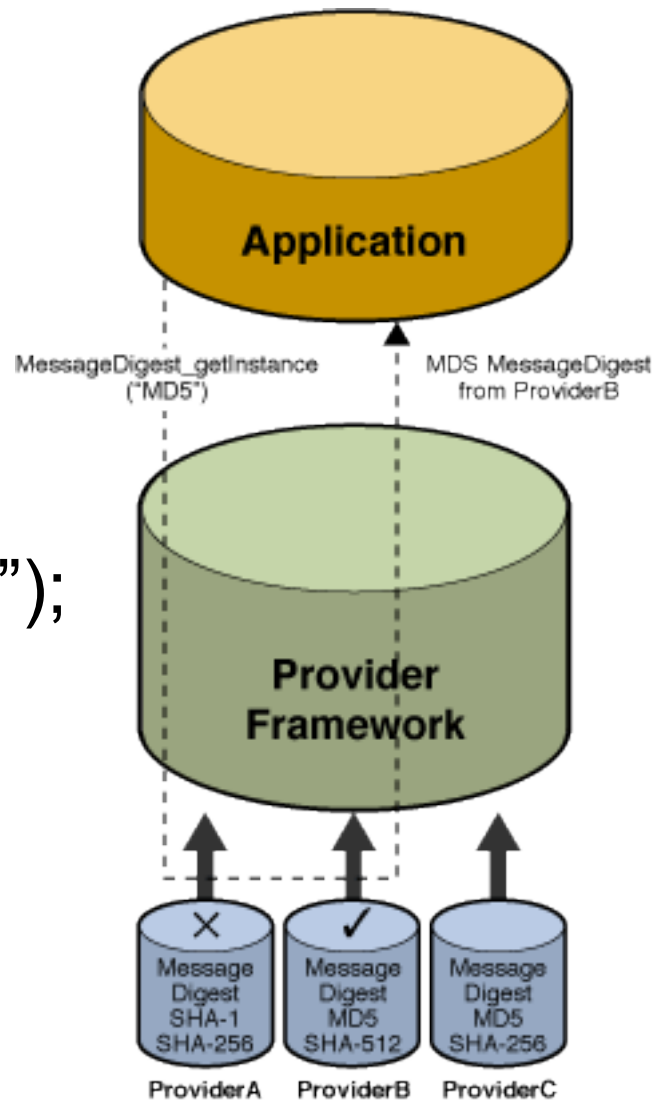 Application
MessageDigest_getInstance
("MD5")
MDS MessageDigest
from ProviderB
”);
Provider
Framework
Message
Digest
SHA-1
SHA-256
ProviderA
Message
Digest
MD5
SHA-512
ProviderB
Message
Digest
MD5
SHA-256
ProviderC